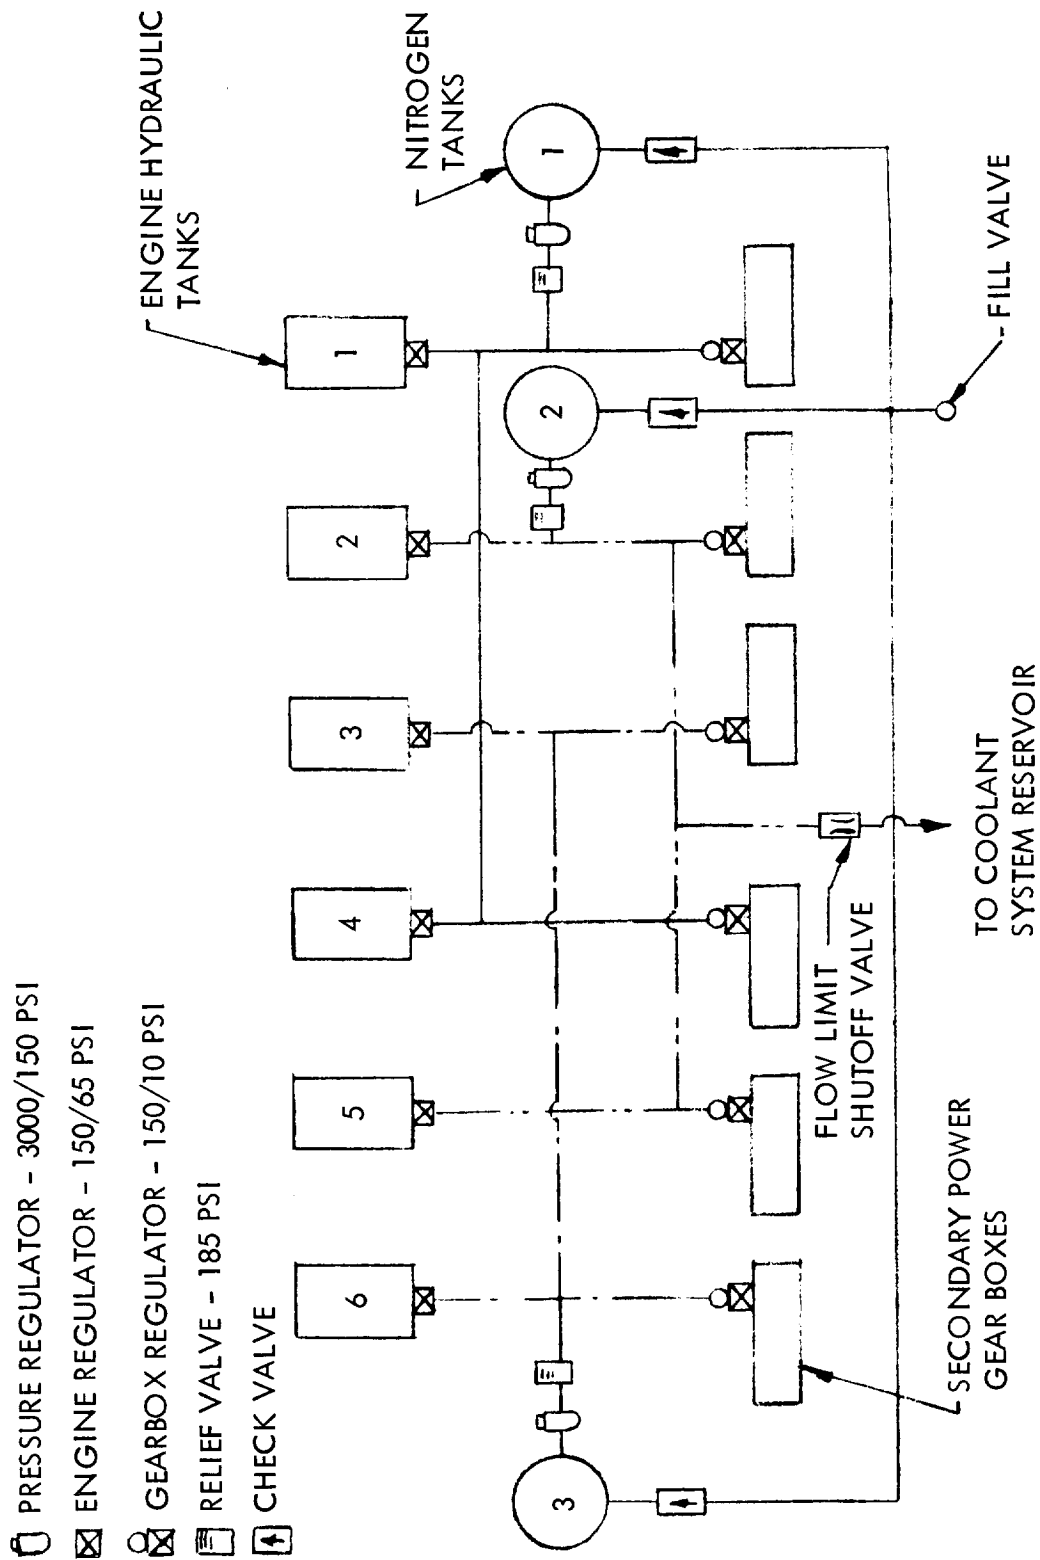 PRESSURE REGULATOR - 3000/150 PSI
ENGINE REGULATOR - 150/65 PSI
GEARBOX REGULATOR - 150/10 PSI
RELIEF VALVE - 185 PSI
CHECK VALVE
ENGINE HYDRAULIC
TANKS
6
5
4
3
2
1
NITROGEN
TANKS
3
2
1
FLOW LIMIT
SHUTOFF VALVE
SECONDARY POWER
GEAR BOXES
TO COOLANT
SYSTEM RESERVOIR
FILL VALVE